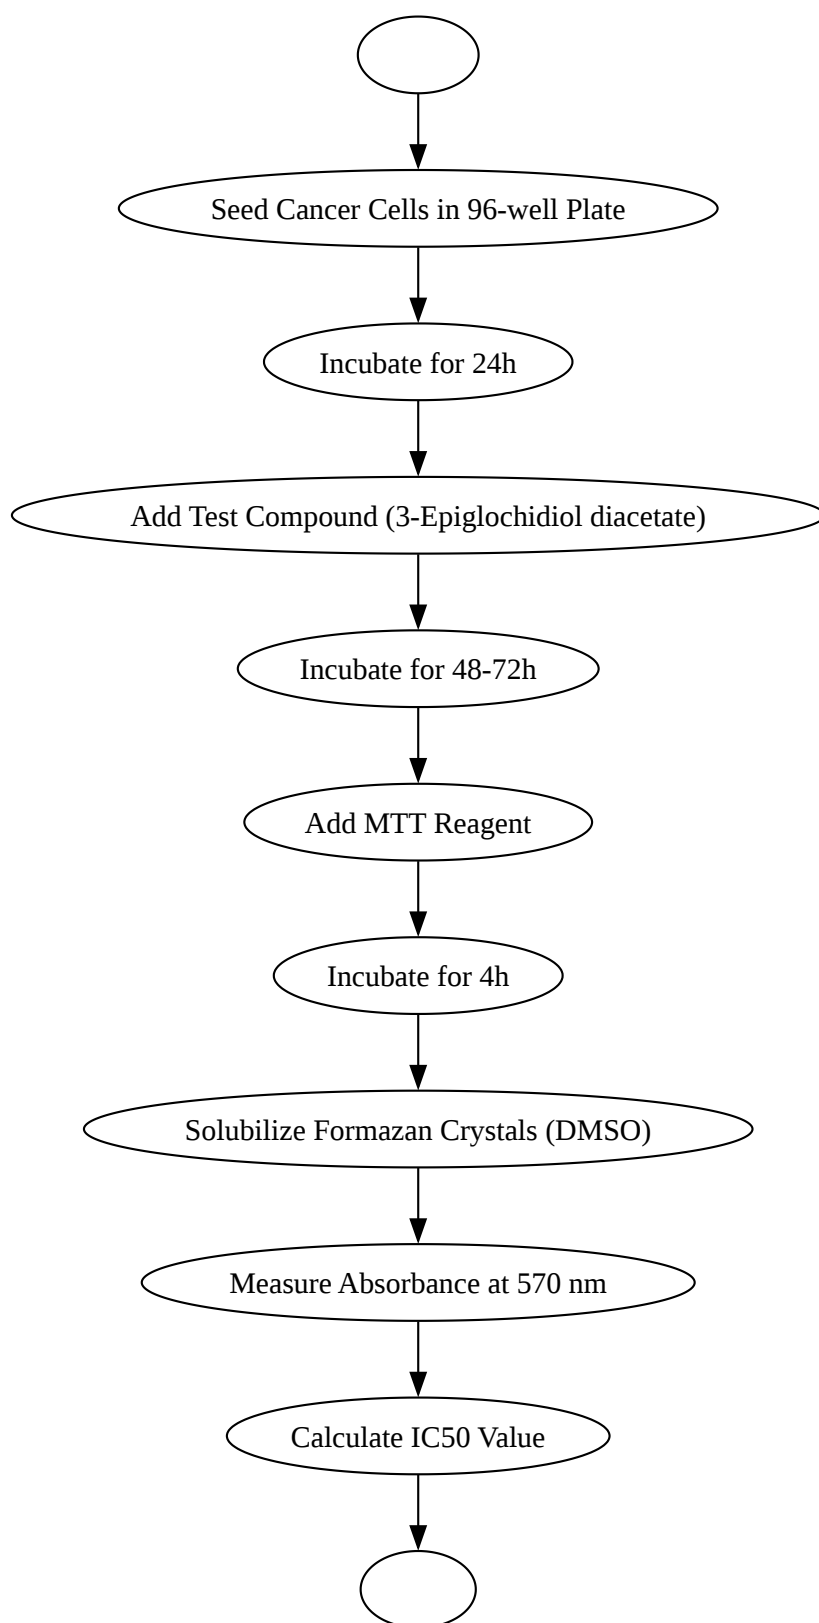 Seed Cancer Cells in 96-well Plate
Incubate for 24h
Add Test Compound (3-Epiglochidiol diacetate)
Incubate for 48-72h
Add MTT Reagent
Incubate for 4h
Solubilize Formazan Crystals (DMSO)
Measure Absorbance at 570 nm
Calculate IC50 Value